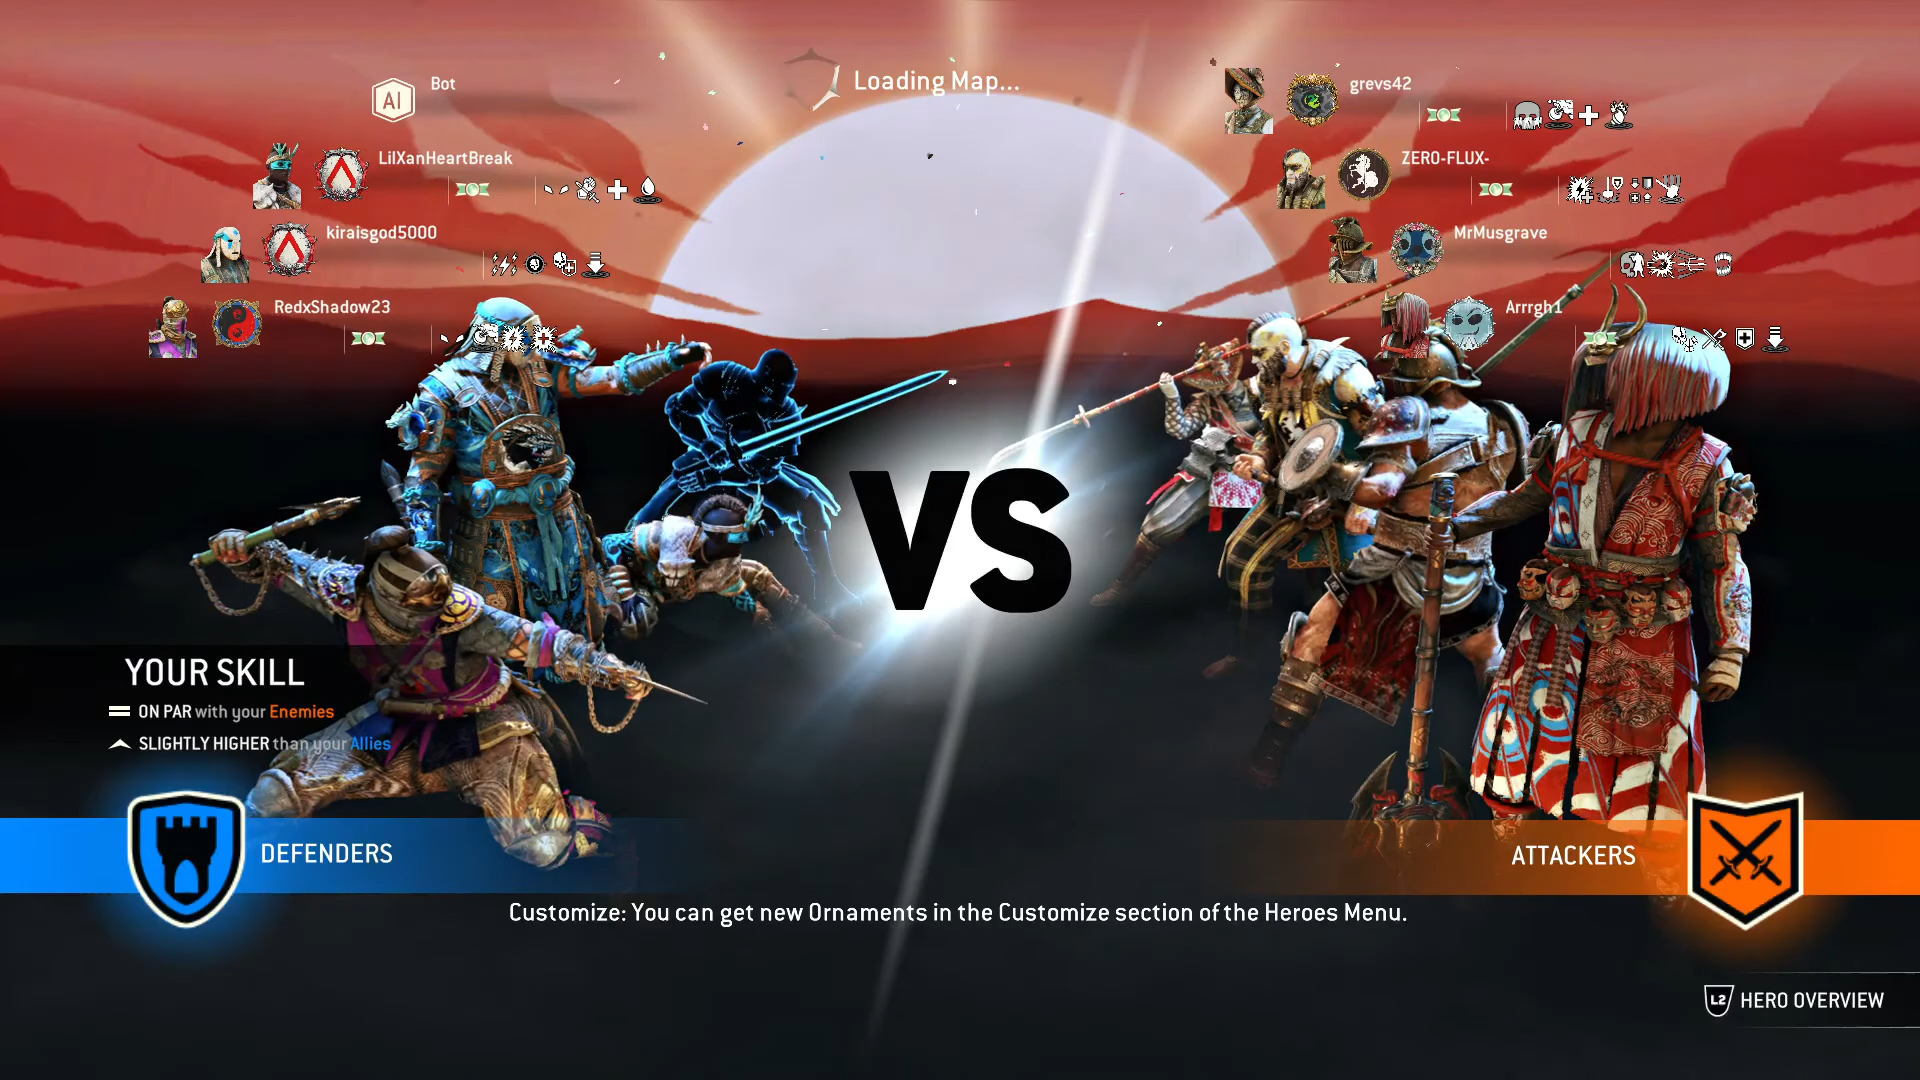 Loading Map...
AI
Bot
LilXanHeartBreak
kiraisgod5000
RedxShadow23
grevs42
ZERO-FLUX-
MrMusgrave
Arrrgh1
VS
YOUR SKILL
ON PAR with your Enemies
SLIGHTLY HIGHER than your Allies
DEFENDERS
ATTACKERS
Customize: You can get new Ornaments in the Customize section of the Heroes Menu.
L2 HERO OVERVIEW